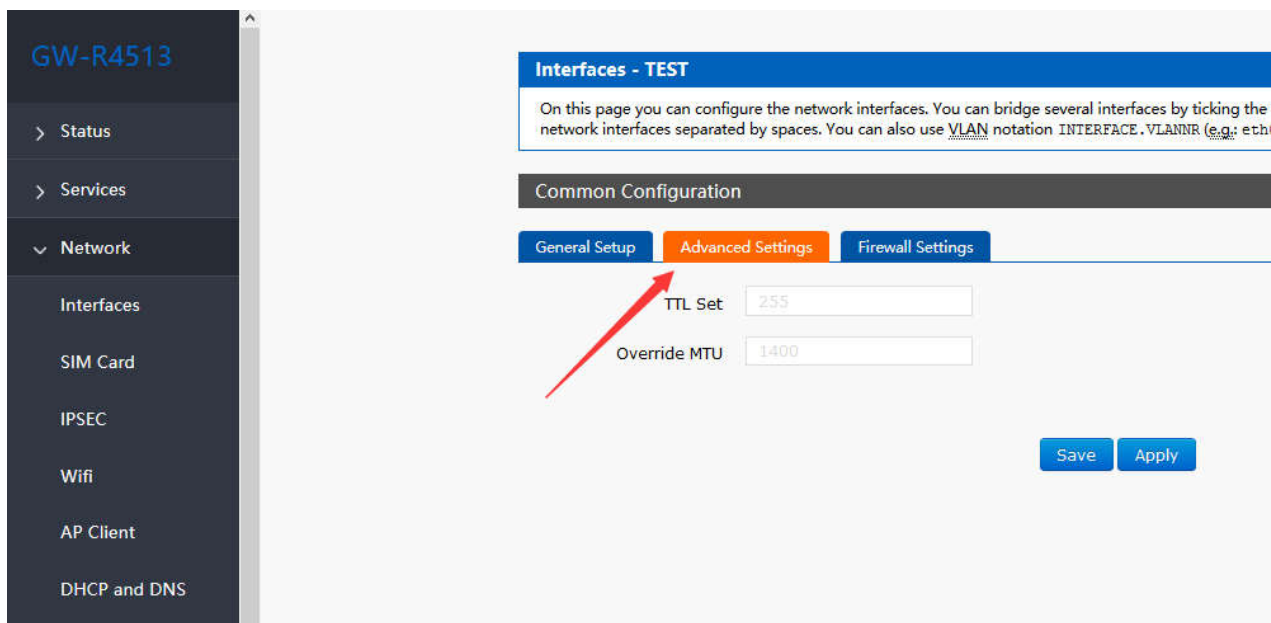 GW-R4513
Status
Services
Network
Interfaces
SIM Card
IPSEC
Wifi
AP Client
DHCP and DNS
Interfaces - TEST
On this page you can configure the network interfaces. You can bridge several interfaces by ticking the
network interfaces separated by spaces. You can also use VLAN notation INTERFACE.VLANNR (e.g.: eth
Common Configuration
General Setup Advanced Settings Firewall Settings
TTL Set 255
Override MTU 1400
Save Apply